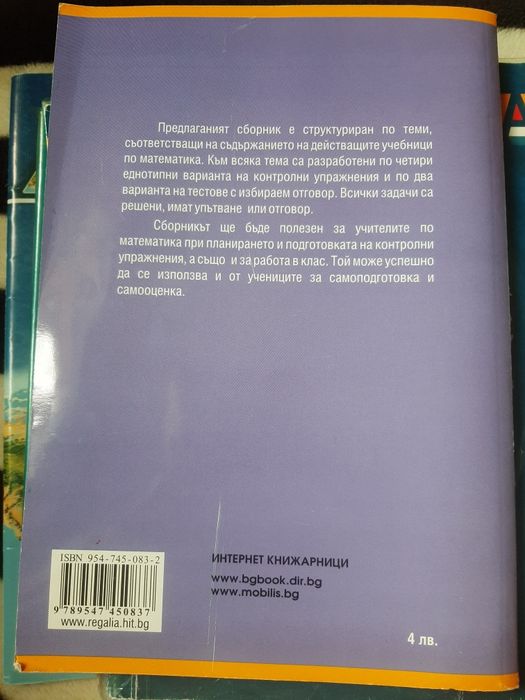 Предлаганият сборник е структуриран по теми,
съответстващи на съдържанието на действащите учебници
по математика. Към всяка тема са разработени по четири
еднотипни варианта на контролни упражнения и по два
варианта на тестове с избираем отговор. Всички задачи са
решени, имат упътване или отговор.
Сборникът ще бъде полезен за учителите по
математика при планирането и подготовката на контролни
упражнения, а също и за работа в клас. Той може успешно
да се използва и от учениците за самоподготовка и
самооценка.
ISBN 954-745-083-2
9 789547 450837
www.regalia.hit.bg
ИНТЕРНЕТ КНИЖАРНИЦИ
www.bgbook.dir.bg
www.mobilis.bg
4 лв.